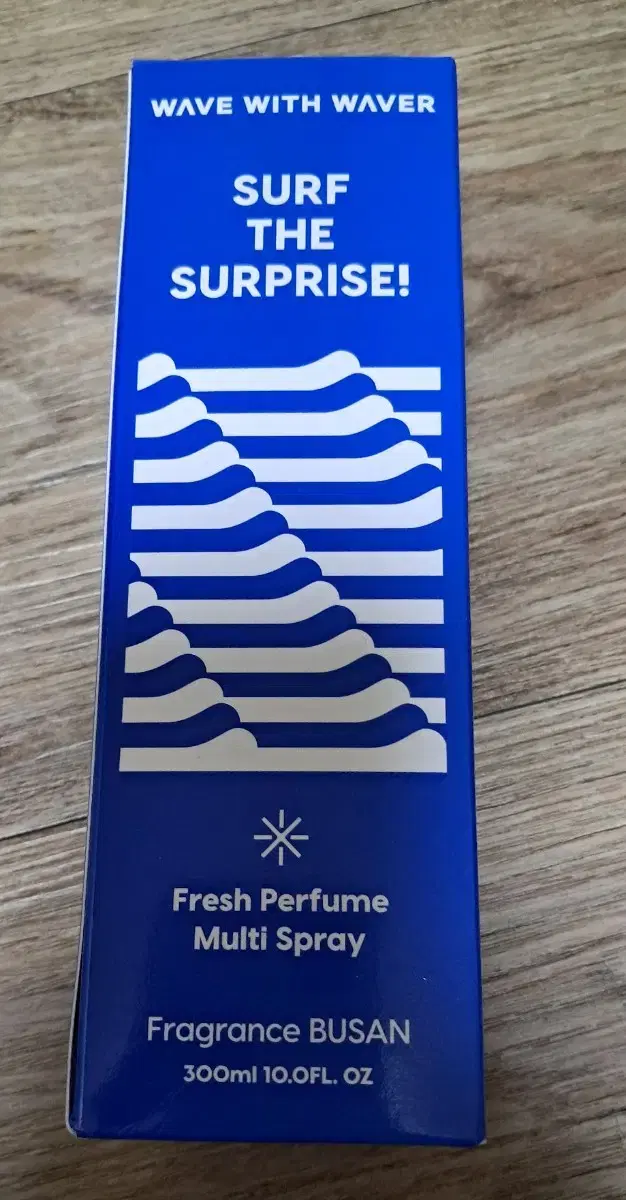 WAVE WITH WAVER
SURF
THE
SURPRISE!
Fresh Perfume
Multi Spray
Fragrance BUSAN
300ml 10.0FL. OZ